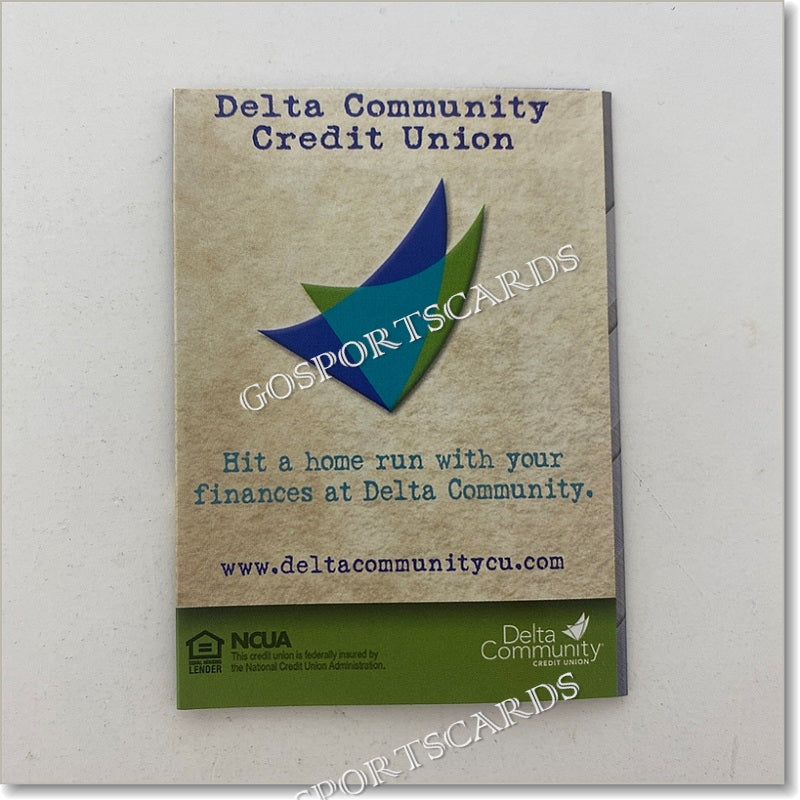 Delta Community
Credit Union
GOSPORTSCARDS
Hit a home run with your
finances at Delta Community.
www.deltacommunitycu.com
EQUAL HOUSING
LENDER
NCUA
This credit union is federally insured by
the National Credit Union Administration.
Delta
Community
CREDIT UNION
GOSPORTSCARDS